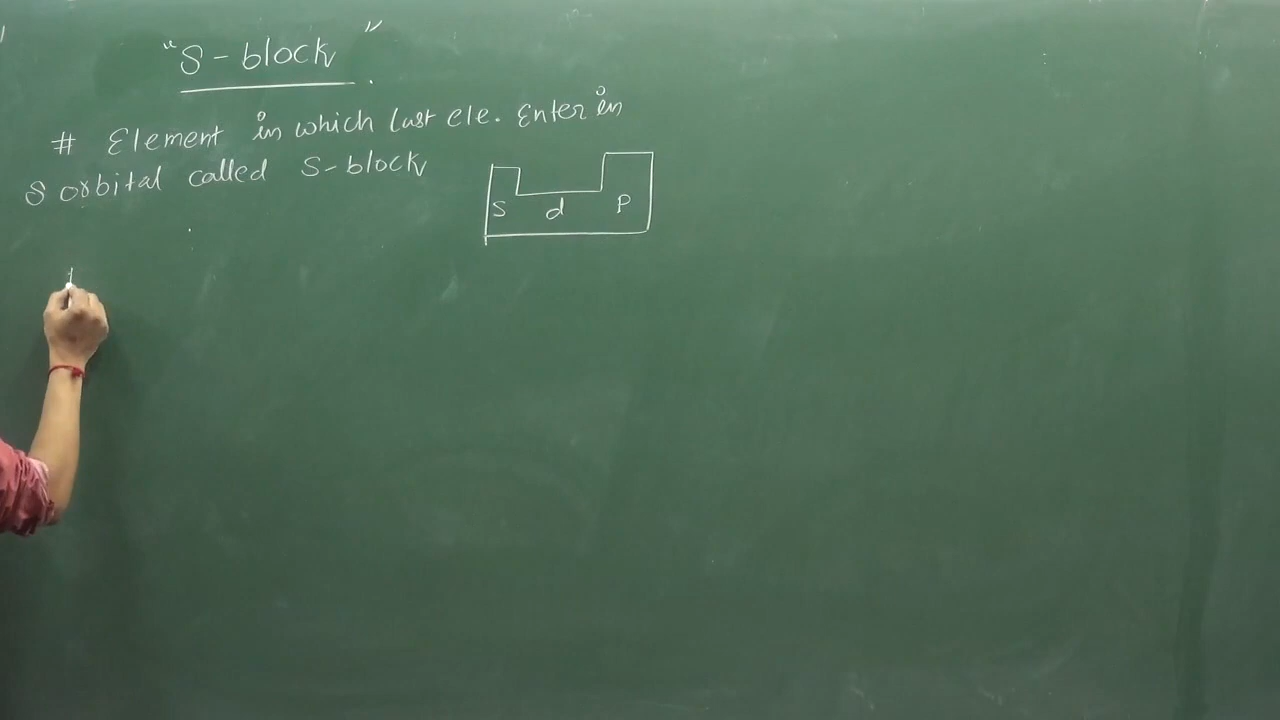 "S-block"
# Element in which last ele. Enter in
S orbital called S-block
S d P